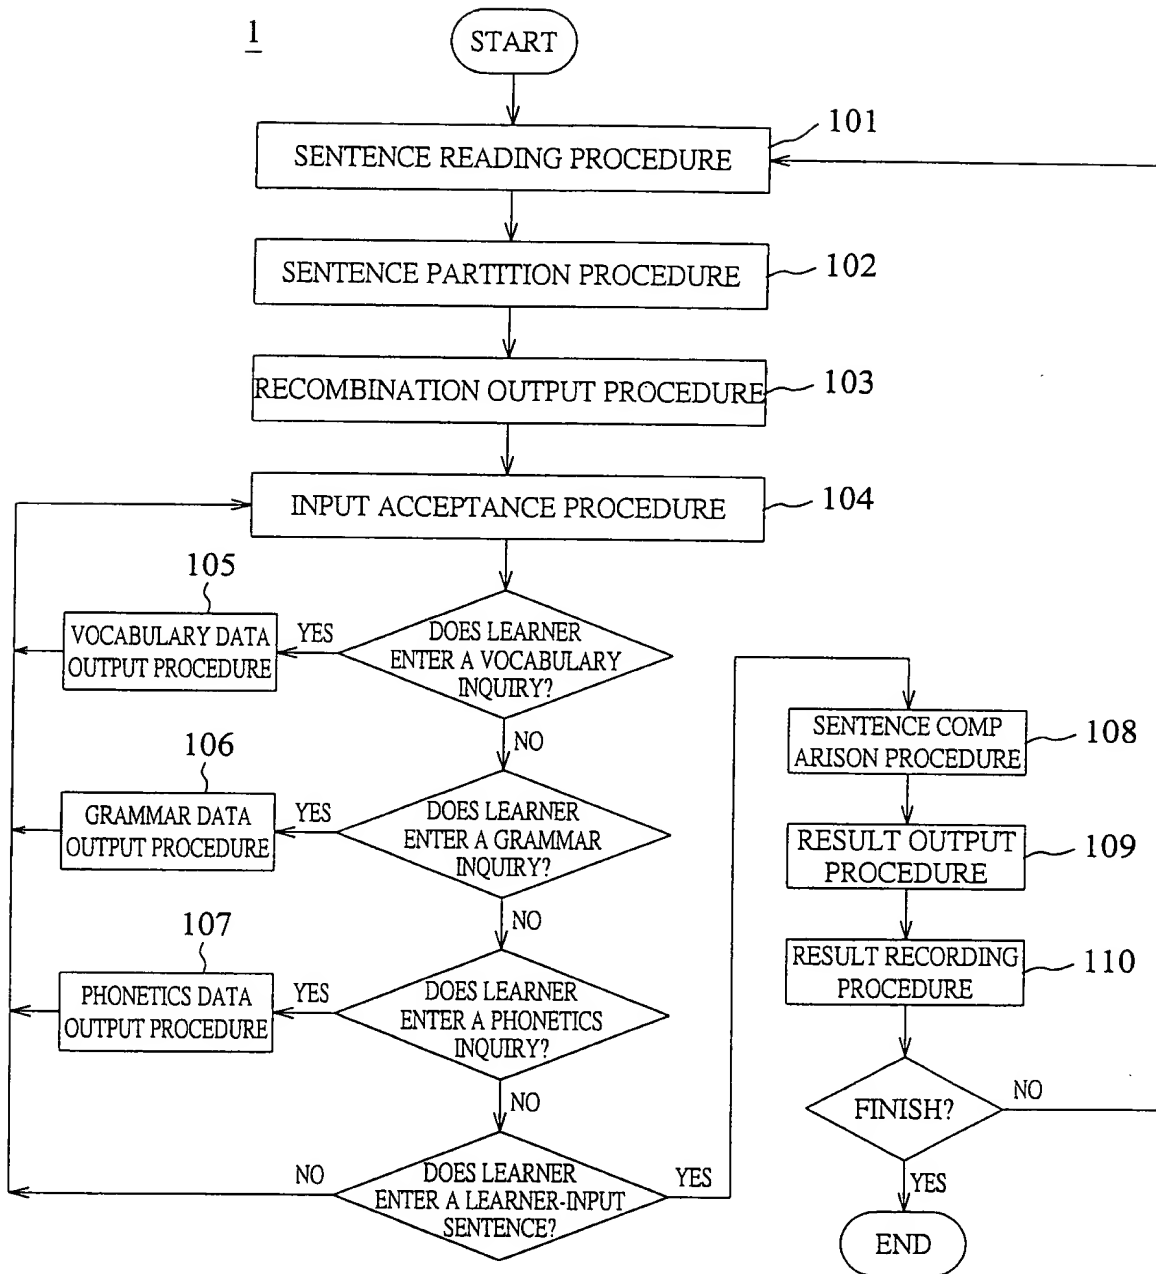 1
START
101
SENTENCE READING PROCEDURE
SENTENCE PARTITION PROCEDURE
102
RECOMBINATION OUTPUT PROCEDURE
103
INPUT ACCEPTANCE PROCEDURE
104
105
VOCABULARY DATA
OUTPUT PROCEDURE
YES
DOES LEARNER
ENTER A VOCABULARY
INQUIRY?
NO
106
GRAMMAR DATA
OUTPUT PROCEDURE
YES
DOES LEARNER
ENTER A GRAMMAR
INQUIRY?
NO
107
PHONETICS DATA
OUTPUT PROCEDURE
YES
DOES LEARNER
ENTER A PHONETICS
INQUIRY?
NO
NO
DOES LEARNER
ENTER A LEARNER-INPUT
SENTENCE?
YES
SENTENCE COMP
ARISON PROCEDURE
108
RESULT OUTPUT
PROCEDURE
109
RESULT RECORDING
PROCEDURE
110
FINISH?
NO
YES
END